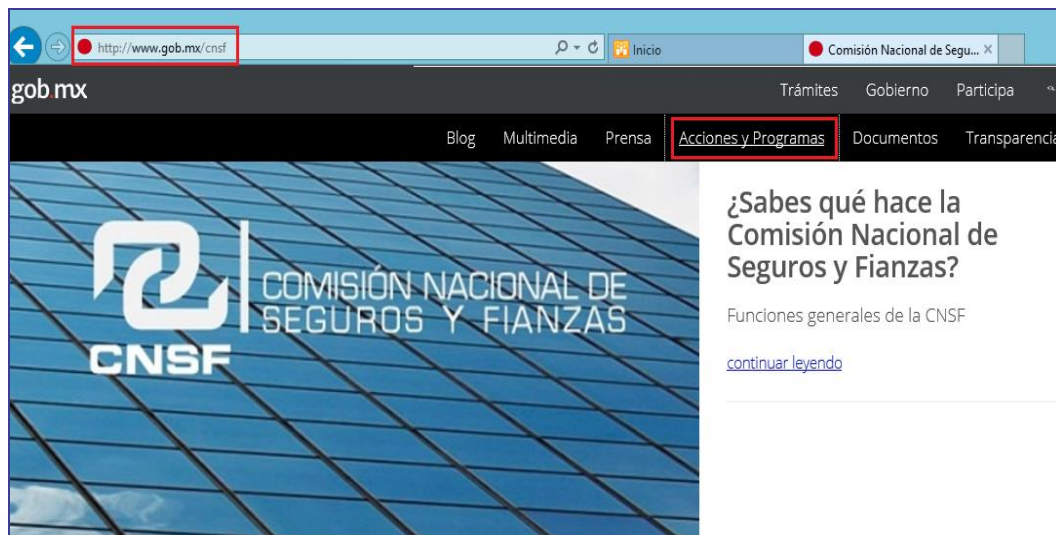 http://www.gob.mx/cnsf
Inicio
Comisión Nacional de Segu...
gob.mx
Trámites Gobierno Participa
Blog Multimedia Prensa Acciones y Programas Documentos Transparencia
COMISIÓN NACIONAL DE
SEGUROS Y FIANZAS
CNSF
¿Sabes qué hace la
Comisión Nacional de
Seguros y Fianzas?
Funciones generales de la CNSF
continuar leyendo